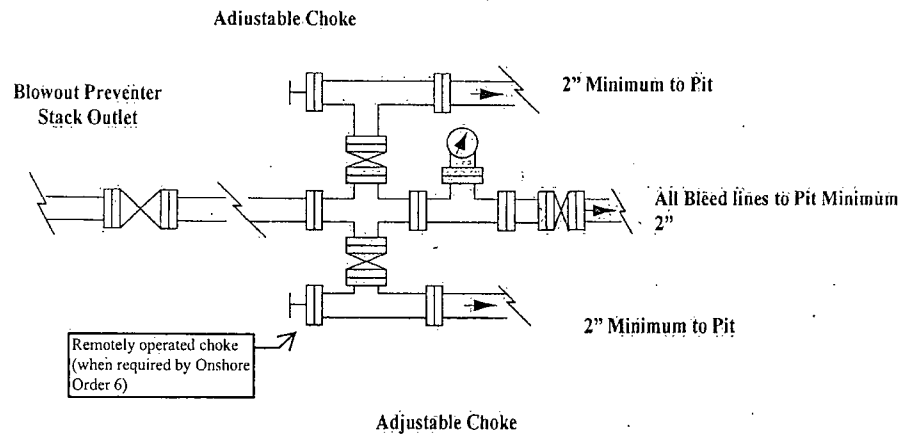 Adjustable Choke
Blowout Preventer
Stack Outlet
2" Minimum to Pit
All Bleed lines to Pit Minimum
2"
2" Minimum to Pit
Remotely operated choke
(when required by Onshore
Order 6)
Adjustable Choke